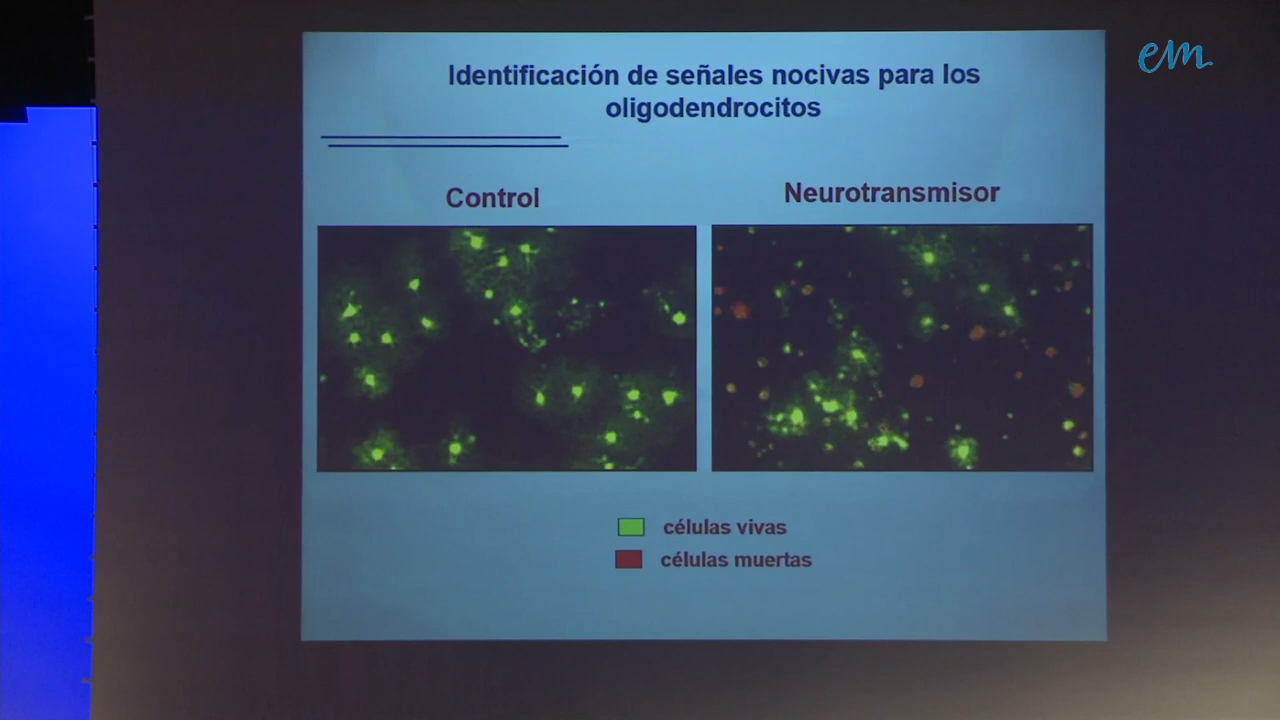 em
Identificación de señales nocivas para los
oligodendrocitos
Control
Neurotransmisor
células vivas
células muertas